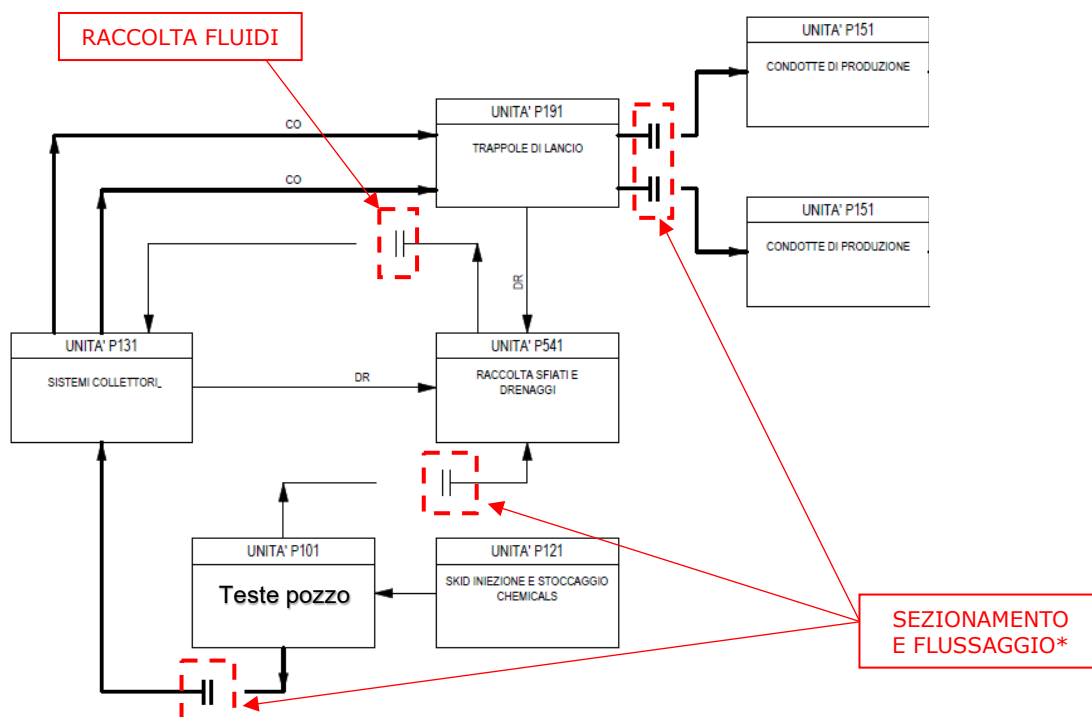 RACCOLTA FLUIDI
UNITA' P151
CONDOTTE DI PRODUZIONE
UNITA' P191
TRAPPOLE DI LANCIO
CO
CO
UNITA' P151
CONDOTTE DI PRODUZIONE
DR
UNITA' P131
SISTEMI COLLETTORI_
DR
UNITA' P541
RACCOLTA SFIATI E
DRENAGGI
UNITA' P101
Teste pozzo
UNITA' P121
SKID INIEZIONE E STOCCAGGIO
CHEMICALS
SEZIONAMENTO
E FLUSSAGGIO*